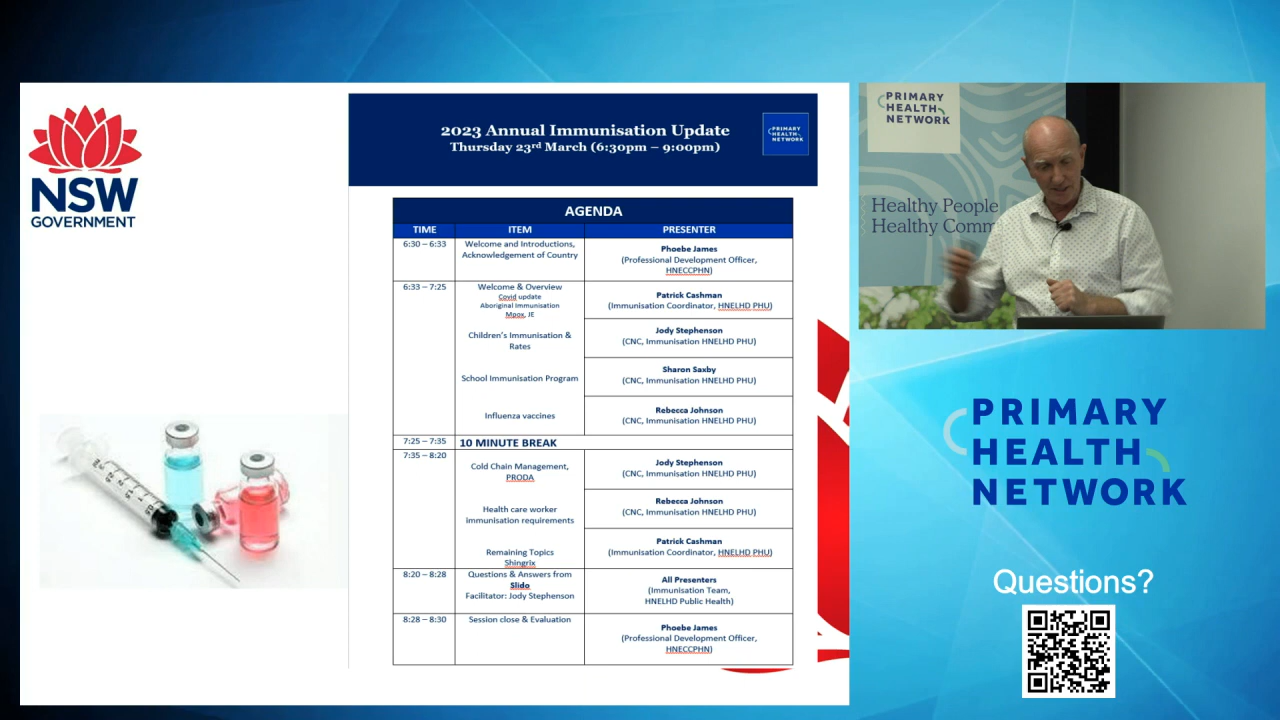 NSW
GOVERNMENT
2023 Annual Immunisation Update
Thursday 23rd March (6:30pm – 9:00pm)
PRIMARY
HEALTH
NETWORK
AGENDA
TIME ITEM PRESENTER
6:30 – 6:33
Welcome and Introductions,
Acknowledgement of Country
Phoebe James
(Professional Development Officer,
HNECCPHN)
6:33 – 7:25
Welcome & Overview
Covid update
Aboriginal Immunisation
Mpox, JE
Patrick Cashman
(Immunisation Coordinator, HNELHD PHU)
Children's Immunisation &
Rates
Jody Stephenson
(CNC, Immunisation HNELHD PHU)
School Immunisation Program
Sharon Saxby
(CNC, Immunisation HNELHD PHU)
Influenza vaccines
Rebecca Johnson
(CNC, Immunisation HNELHD PHU)
7:25 – 7:35 10 MINUTE BREAK
7:35 – 8:20
Cold Chain Management,
PRODA
Jody Stephenson
(CNC, Immunisation HNELHD PHU)
Health care worker
immunisation requirements
Rebecca Johnson
(CNC, Immunisation HNELHD PHU)
Remaining Topics
Shingrix
Patrick Cashman
(Immunisation Coordinator, HNELHD PHU)
8:20 – 8:28
Questions & Answers from
Slido
Facilitator: Jody Stephenson
All Presenters
(Immunisation Team,
HNELHD Public Health)
8:28 – 8:30
Session close & Evaluation
Phoebe James
(Professional Development Officer,
HNECCPHN)
PRIMARY
HEALTH
NETWORK
Healthy People
Healthy Comm
PRIMARY
HEALTH
NETWORK
Questions?